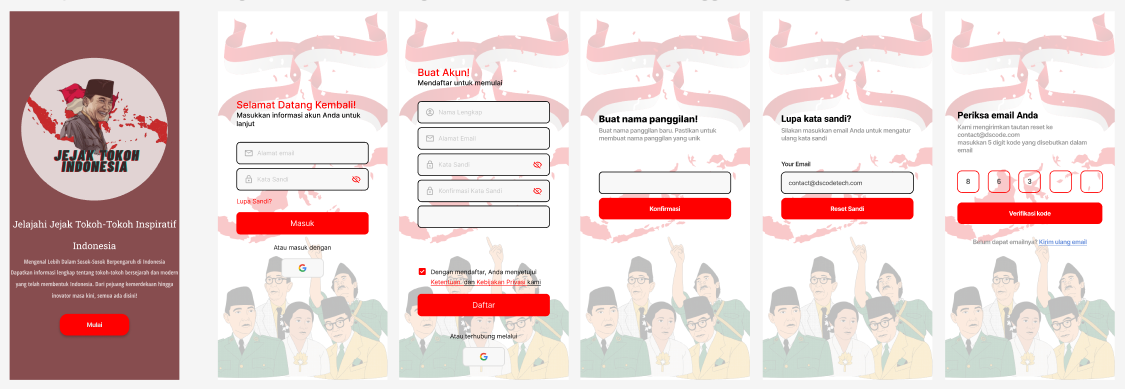 JEJAK TOKOH
INDONESIA
Jelajahi Jejak Tokoh-Tokoh Inspiratif
Indonesia
Mengenal Lebih Dalam Sosok-Sosok Berpengaruh di Indonesia
Dapatkan informasi lengkap tentang tokoh-tokoh bersejarah dan modern
yang telah membentuk Indonesia. Dari pejuang kemerdekaan hingga
inovator masa kini, semua ada disini!
Mulai
Selamat Datang Kembali!
Masukkan informasi akun Anda untuk
lanjut
Alamat email
Kata Sandi
Lupa Sandi?
Masuk
Atau masuk dengan
G
Buat Akun!
Mendaftar untuk memulai
Nama Lengkap
Alamat Email
Kata Sandi
Konfirmasi Kata Sandi
Dengan mendaftar, Anda menyetujui
Ketentuan dan Kebijakan Privasi kami
Daftar
Atau terhubung melalui
G
Buat nama panggilan!
Buat nama panggilan baru. Pastikan untuk
membuat nama panggilan yang unik
Konfirmasi
Lupa kata sandi?
Silakan masukkan email Anda untuk mengatur
ulang kata sandi
Your Email
contact@dscodetech.com
Reset Sandi
Periksa email Anda
Kami mengirimkan tautan reset ke
contact@dscode.com
masukkan 5 digit kode yang disebutkan dalam
email
8 6 3
Verifikasi kode
Belum dapat emailnya? Kirim ulang email